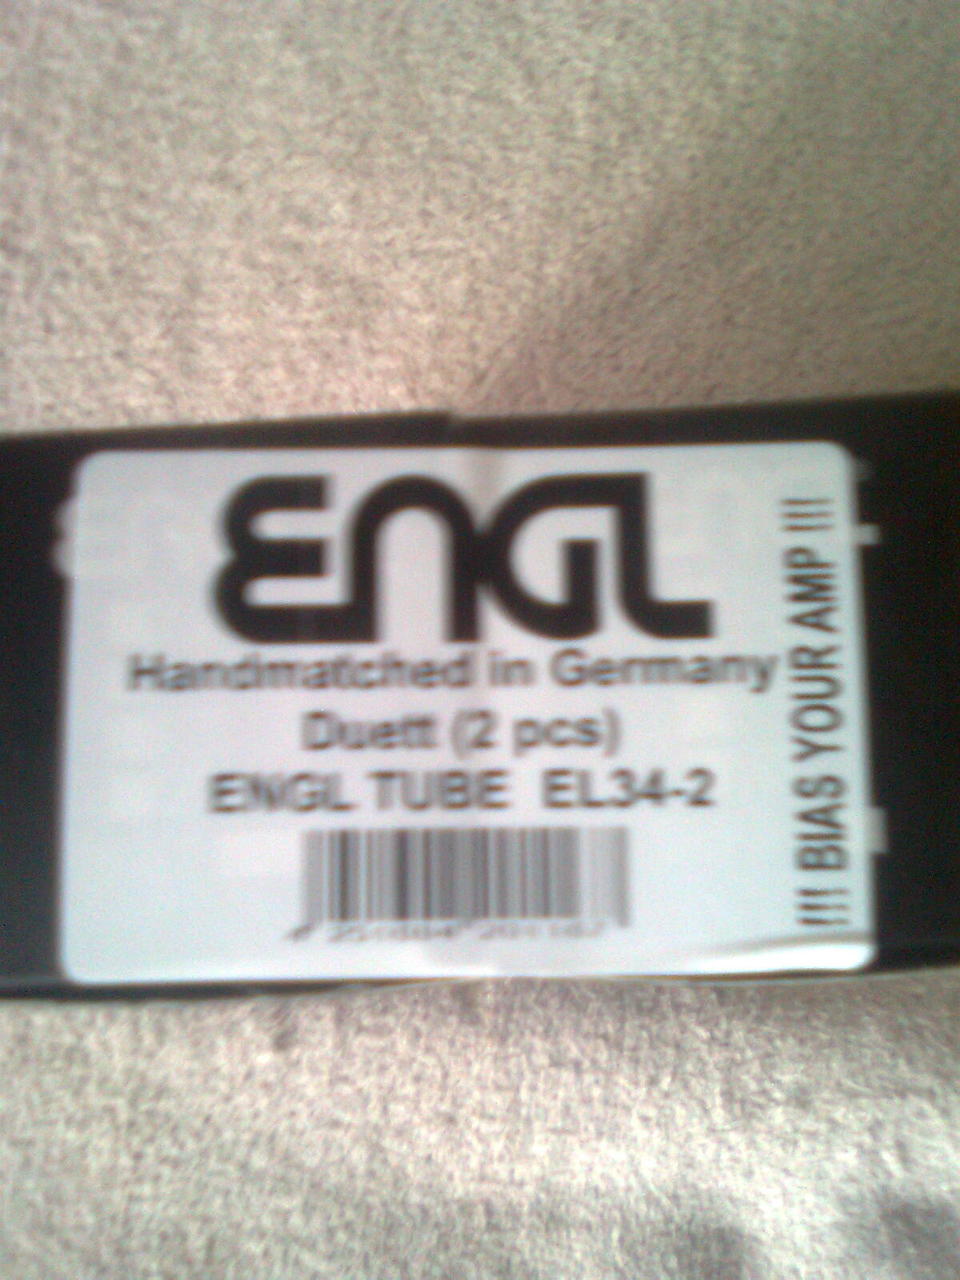 ENGL
Handmatched in Germany
Duett (2 pcs)
ENGL TUBE EL34-2
!!! BIAS YOUR AMP !!!